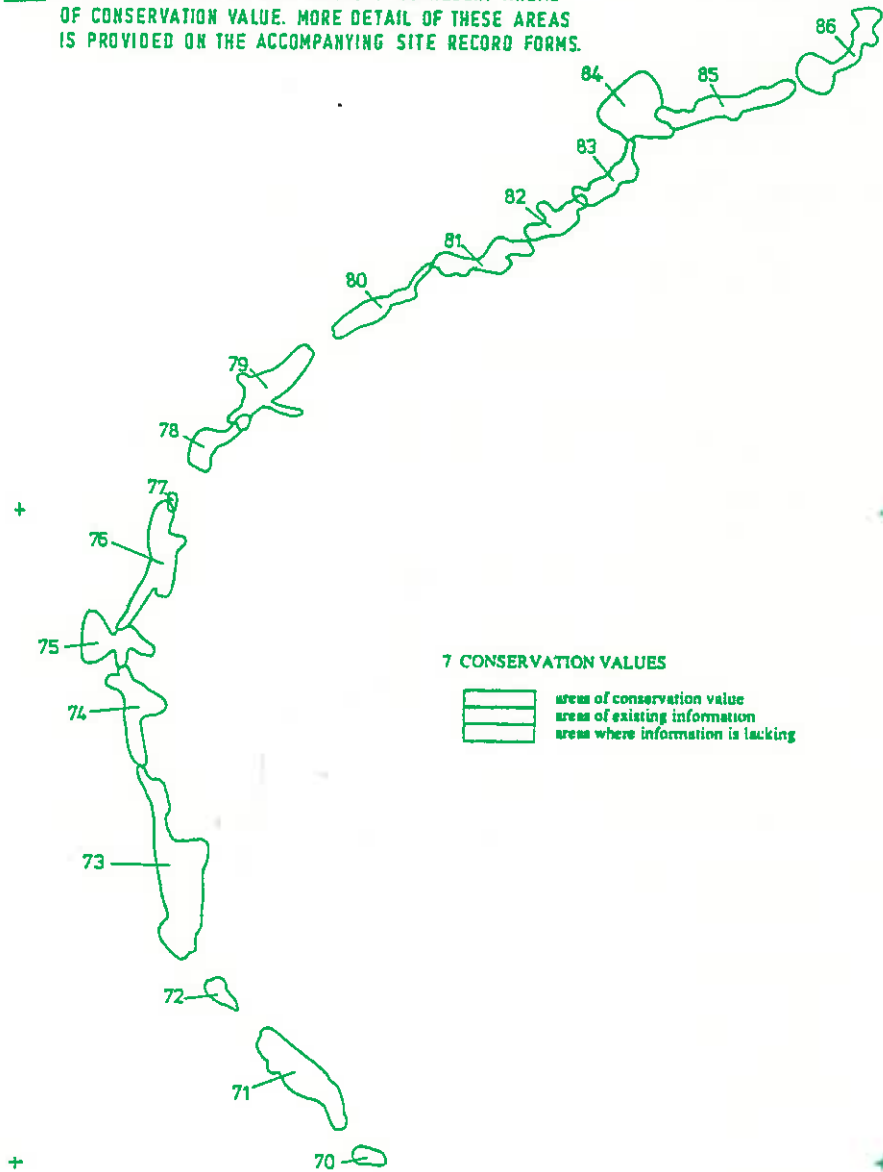 OF CONSERVATION VALUE. MORE DETAIL OF THESE AREAS
IS PROVIDED ON THE ACCOMPANYING SITE RECORD FORMS.
86
84
85
83
82
81
80
79
78
77
76
75
74
7 CONSERVATION VALUES
areas of conservation value
areas of existing information
areas where information is lacking
73
72
71
70